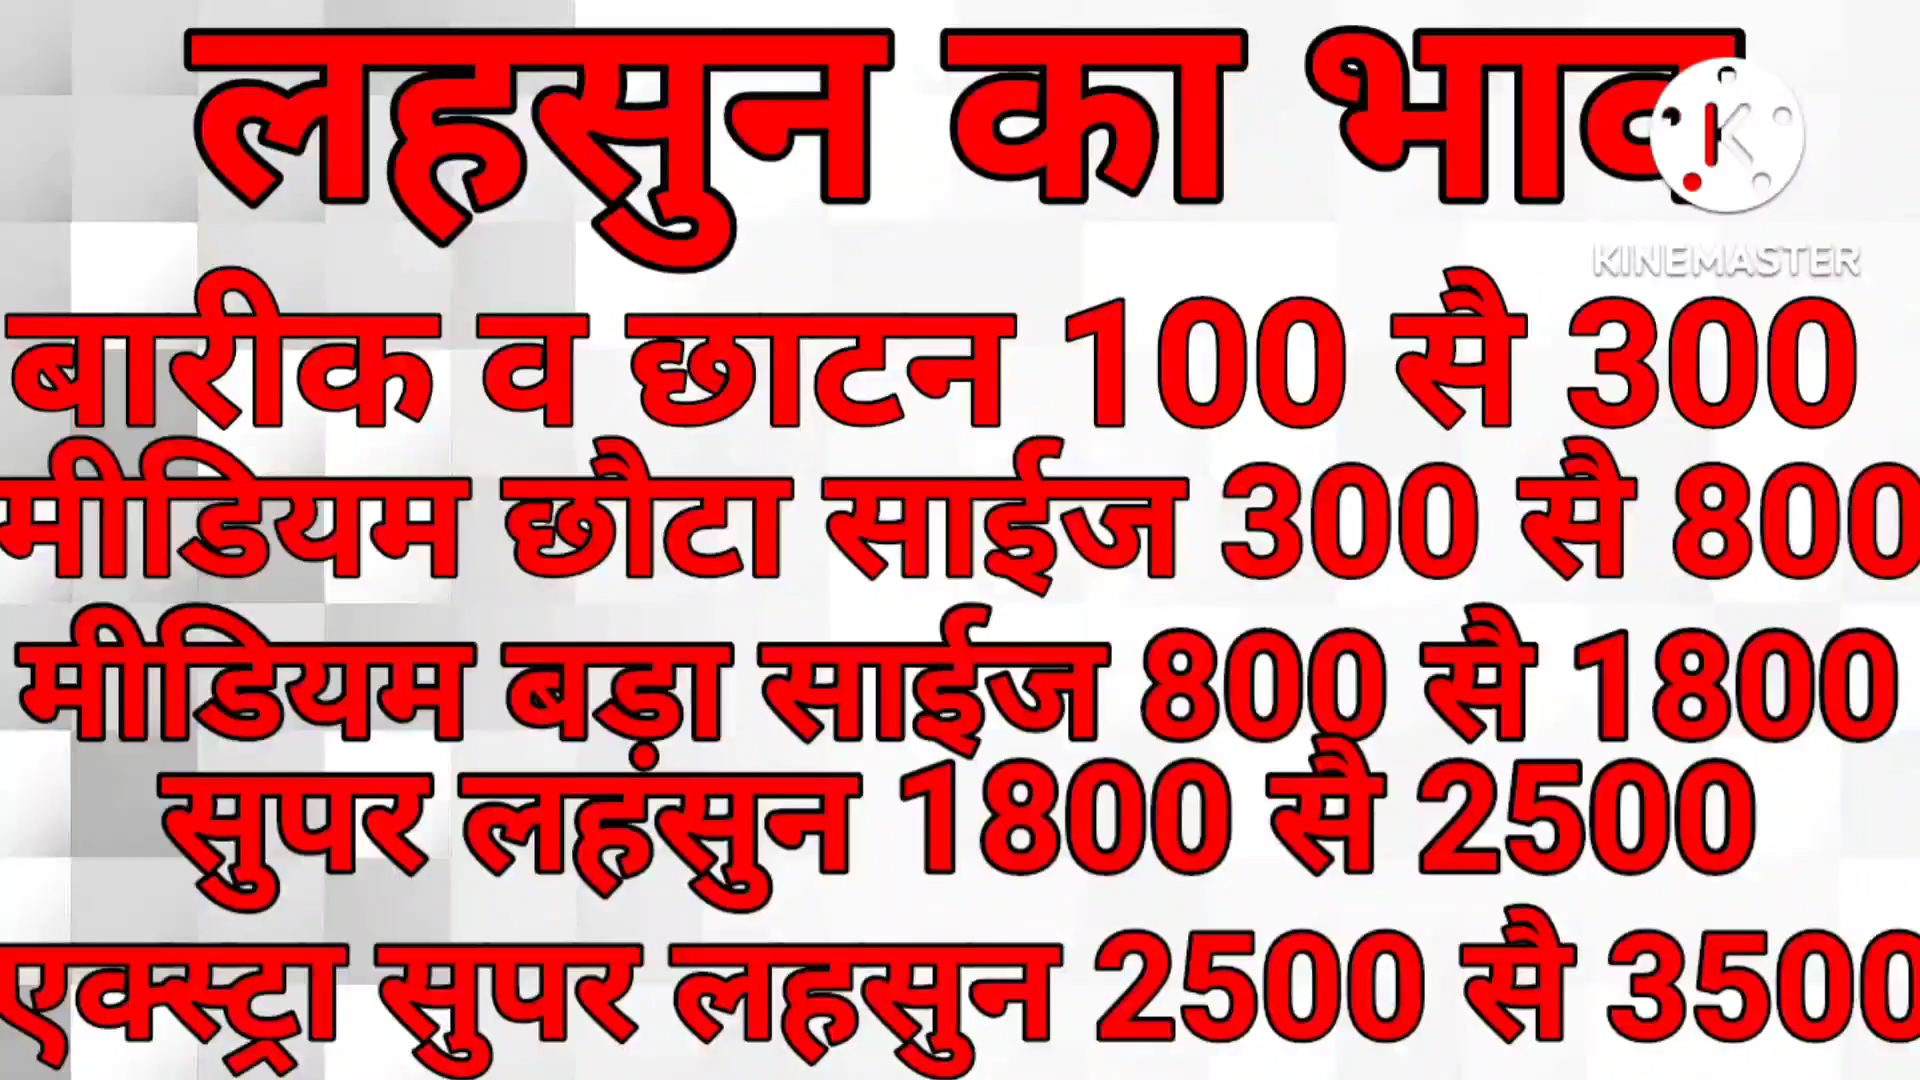 लहसुन का भाव
KINEMASTER
बारीक व छाटन 100 सै 300
मीडियम छौटा साईज 300 सै 800
मीडियम बड़ा साईज 800 सै 1800
सुपर लहसुन 1800 सै 2500
एक्स्ट्रा सुपर लहसुन 2500 सै 3500